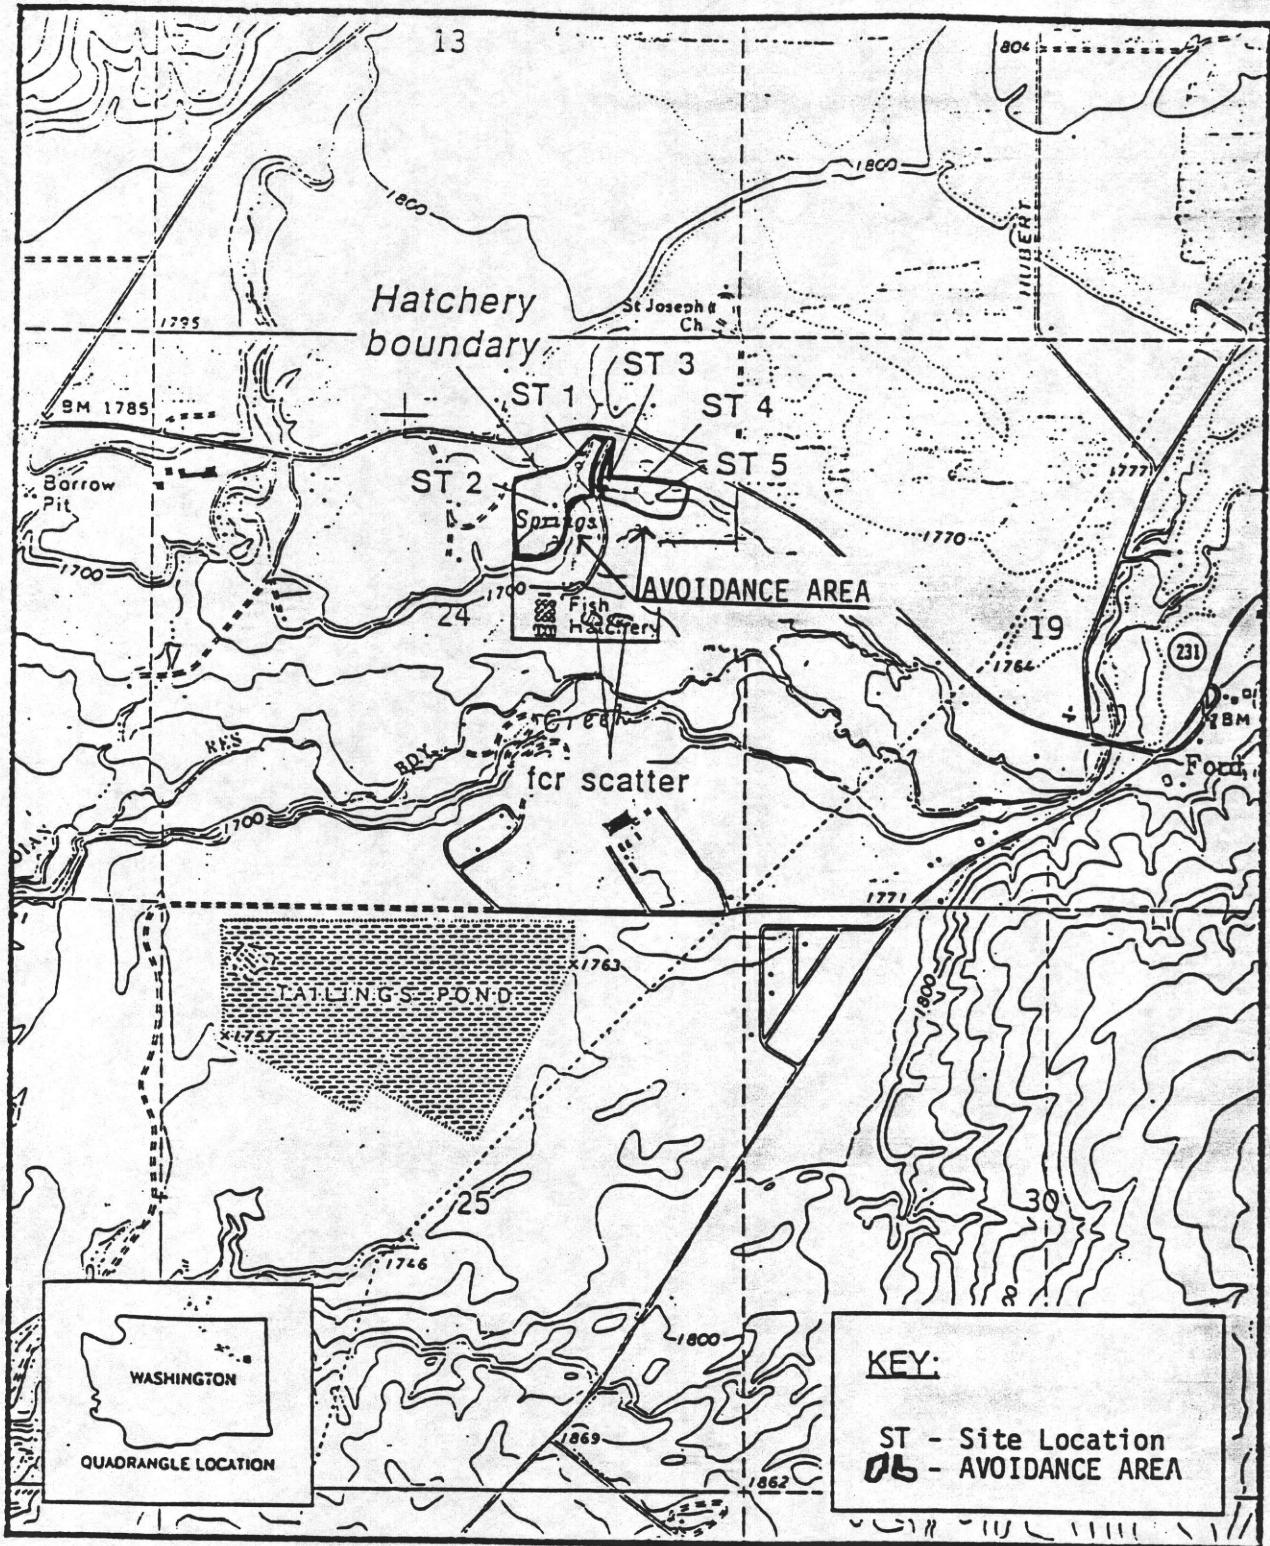 13
804
1800
1800
HUBERT
Hatchery
boundary
St Joseph
Ch
1795
ST 3
ST 1
ST 4
BM 1785
ST 5
ST 2
1777
Borrow
Pit
Springs
1770
1700
1700
AVOIDANCE AREA
24
Fish
Hatchery
19
231
1764
BM
Creek
RES
BDY
Ford
fcr scatter
1700
1771
1763
TAILINGS POND
1800
1757
25
30
1746
1800
WASHINGTON
QUADRANGLE LOCATION
KEY:
ST - Site Location
- AVOIDANCE AREA
1869
1862